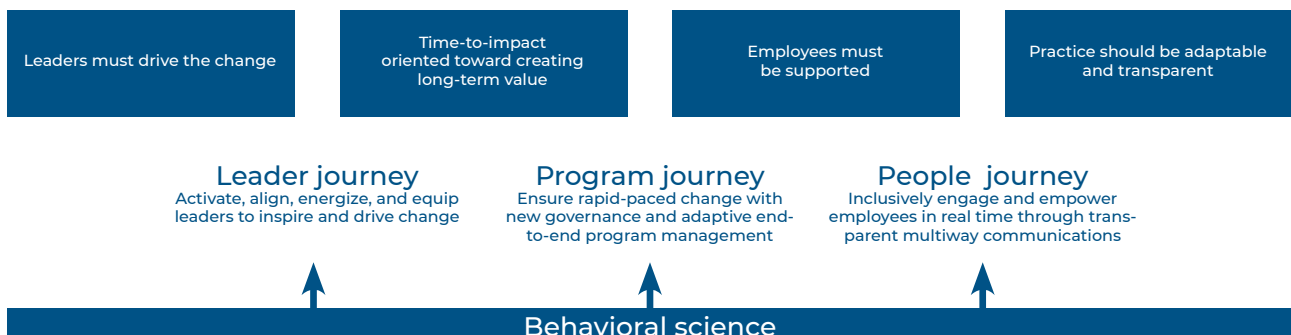 Leaders must drive the change
Time-to-impact
oriented toward creating
long-term value
Employees must
be supported
Practice should be adaptable
and transparent
Leader journey
Activate, align, energize, and equip
leaders to inspire and drive change
Program journey
Ensure rapid-paced change with
new governance and adaptive end-
to-end program management
People journey
Inclusively engage and empower
employees in real time through trans-
parent multiway communications
Behavioral science